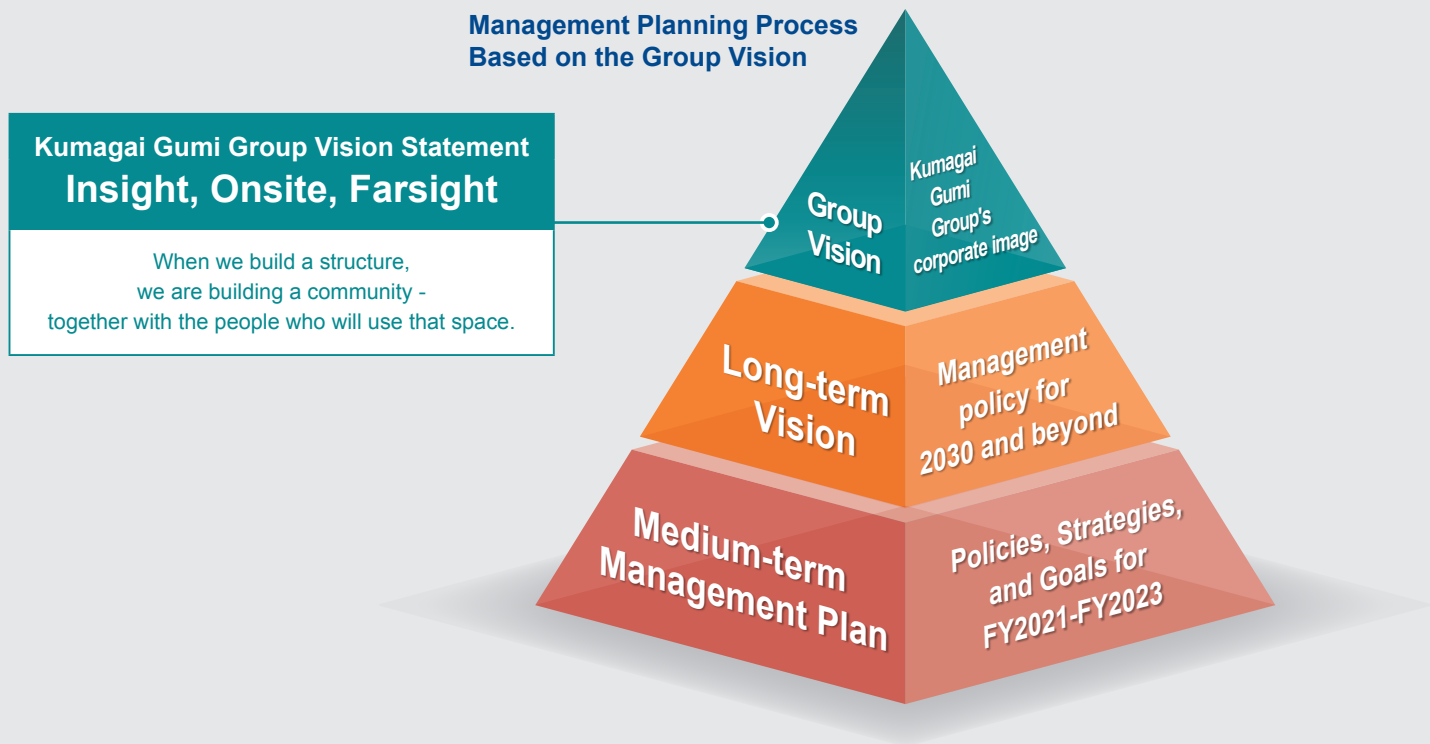 Management Planning Process
Based on the Group Vision
Kumagai Gumi Group Vision Statement
Insight, Onsite, Farsight
When we build a structure,
we are building a community -
together with the people who will use that space.
Group
Vision
Kumagai
Gumi
Group's
corporate image
Long-term
Vision
Management
policy for
2030 and beyond
Medium-term
Management Plan
Policies, Strategies,
and Goals for
FY2021-FY2023